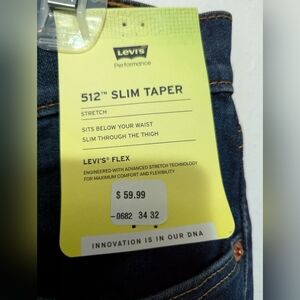 Levi's
Performance
512™ SLIM TAPER
STRETCH
SITS BELOW YOUR WAIST
SLIM THROUGH THE THIGH
LEVI'S® FLEX
ENGINEERED WITH ADVANCED STRETCH TECHNOLOGY
FOR MAXIMUM COMFORT AND FLEXIBILITY
$ 59.99
-0682 34 32
INNOVATION IS IN OUR DNA